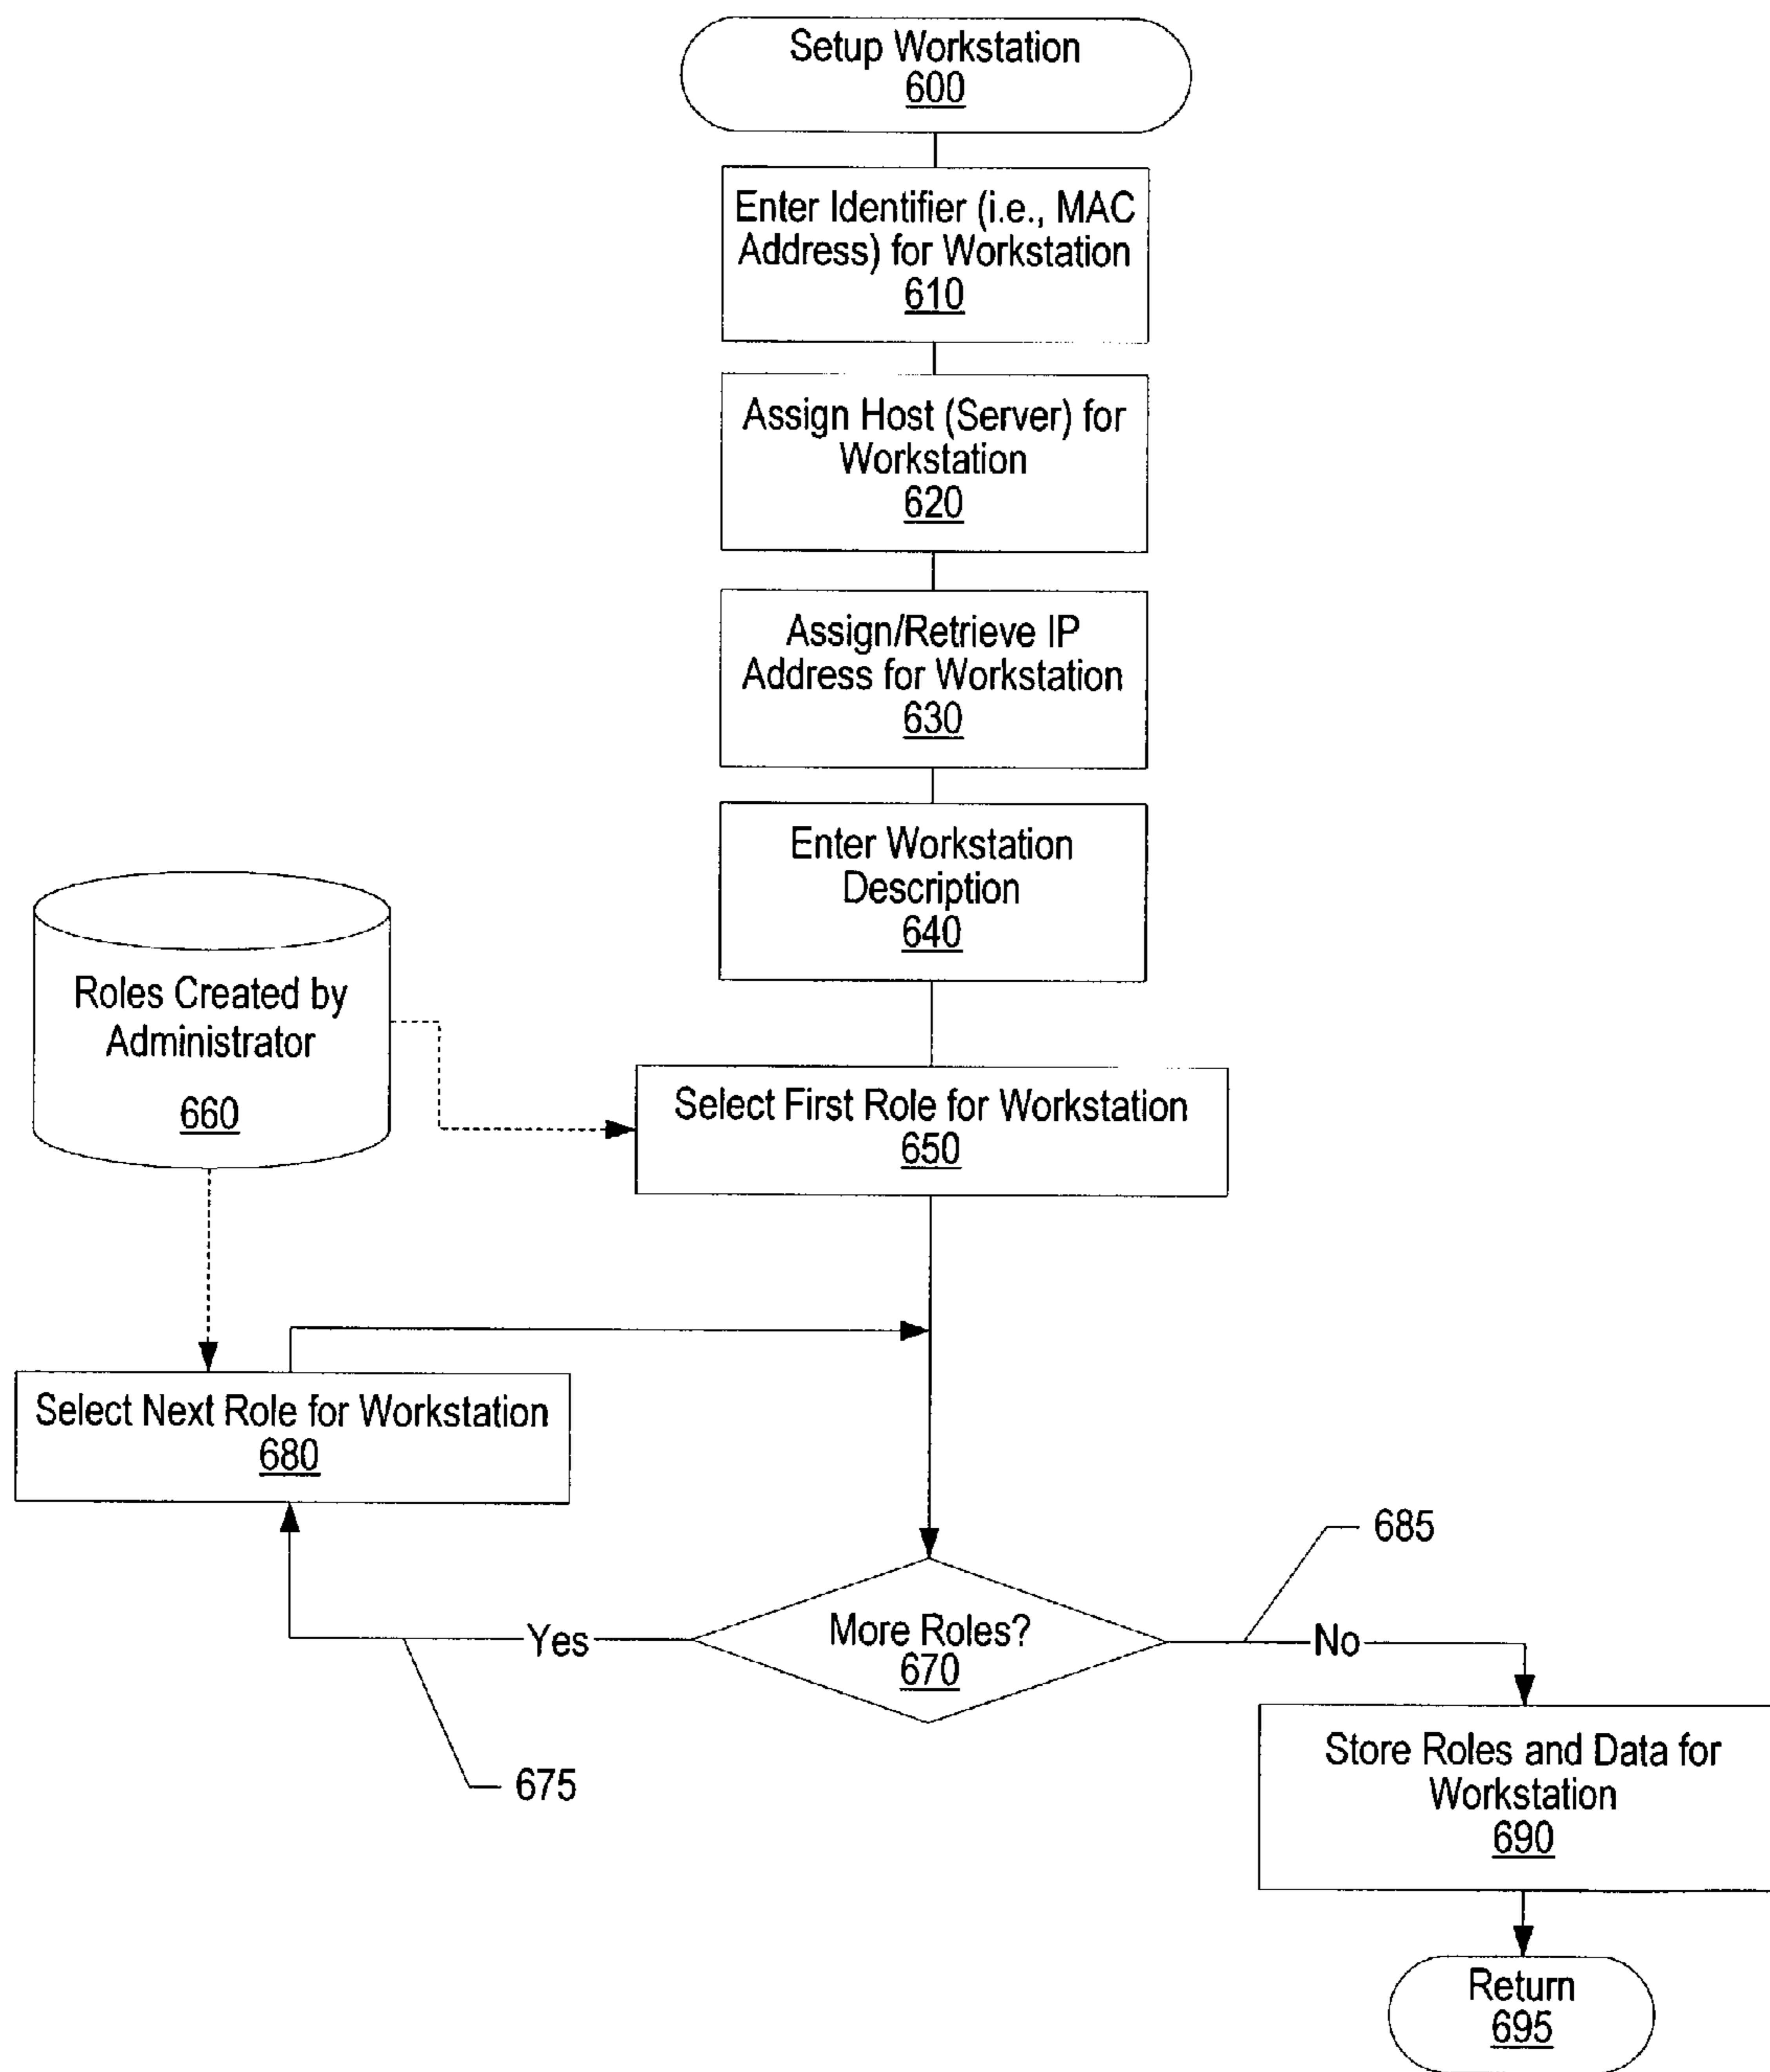 Setup Workstation
600
Enter Identifier (i.e., MAC
Address) for Workstation
610
Assign Host (Server) for
Workstation
620
Assign/Retrieve IP
Address for Workstation
630
Enter Workstation
Description
640
Roles Created by
Administrator
660
Select First Role for Workstation
650
Select Next Role for Workstation
680
685
Yes
More Roles?
670
No
675
Store Roles and Data for
Workstation
690
Return
695